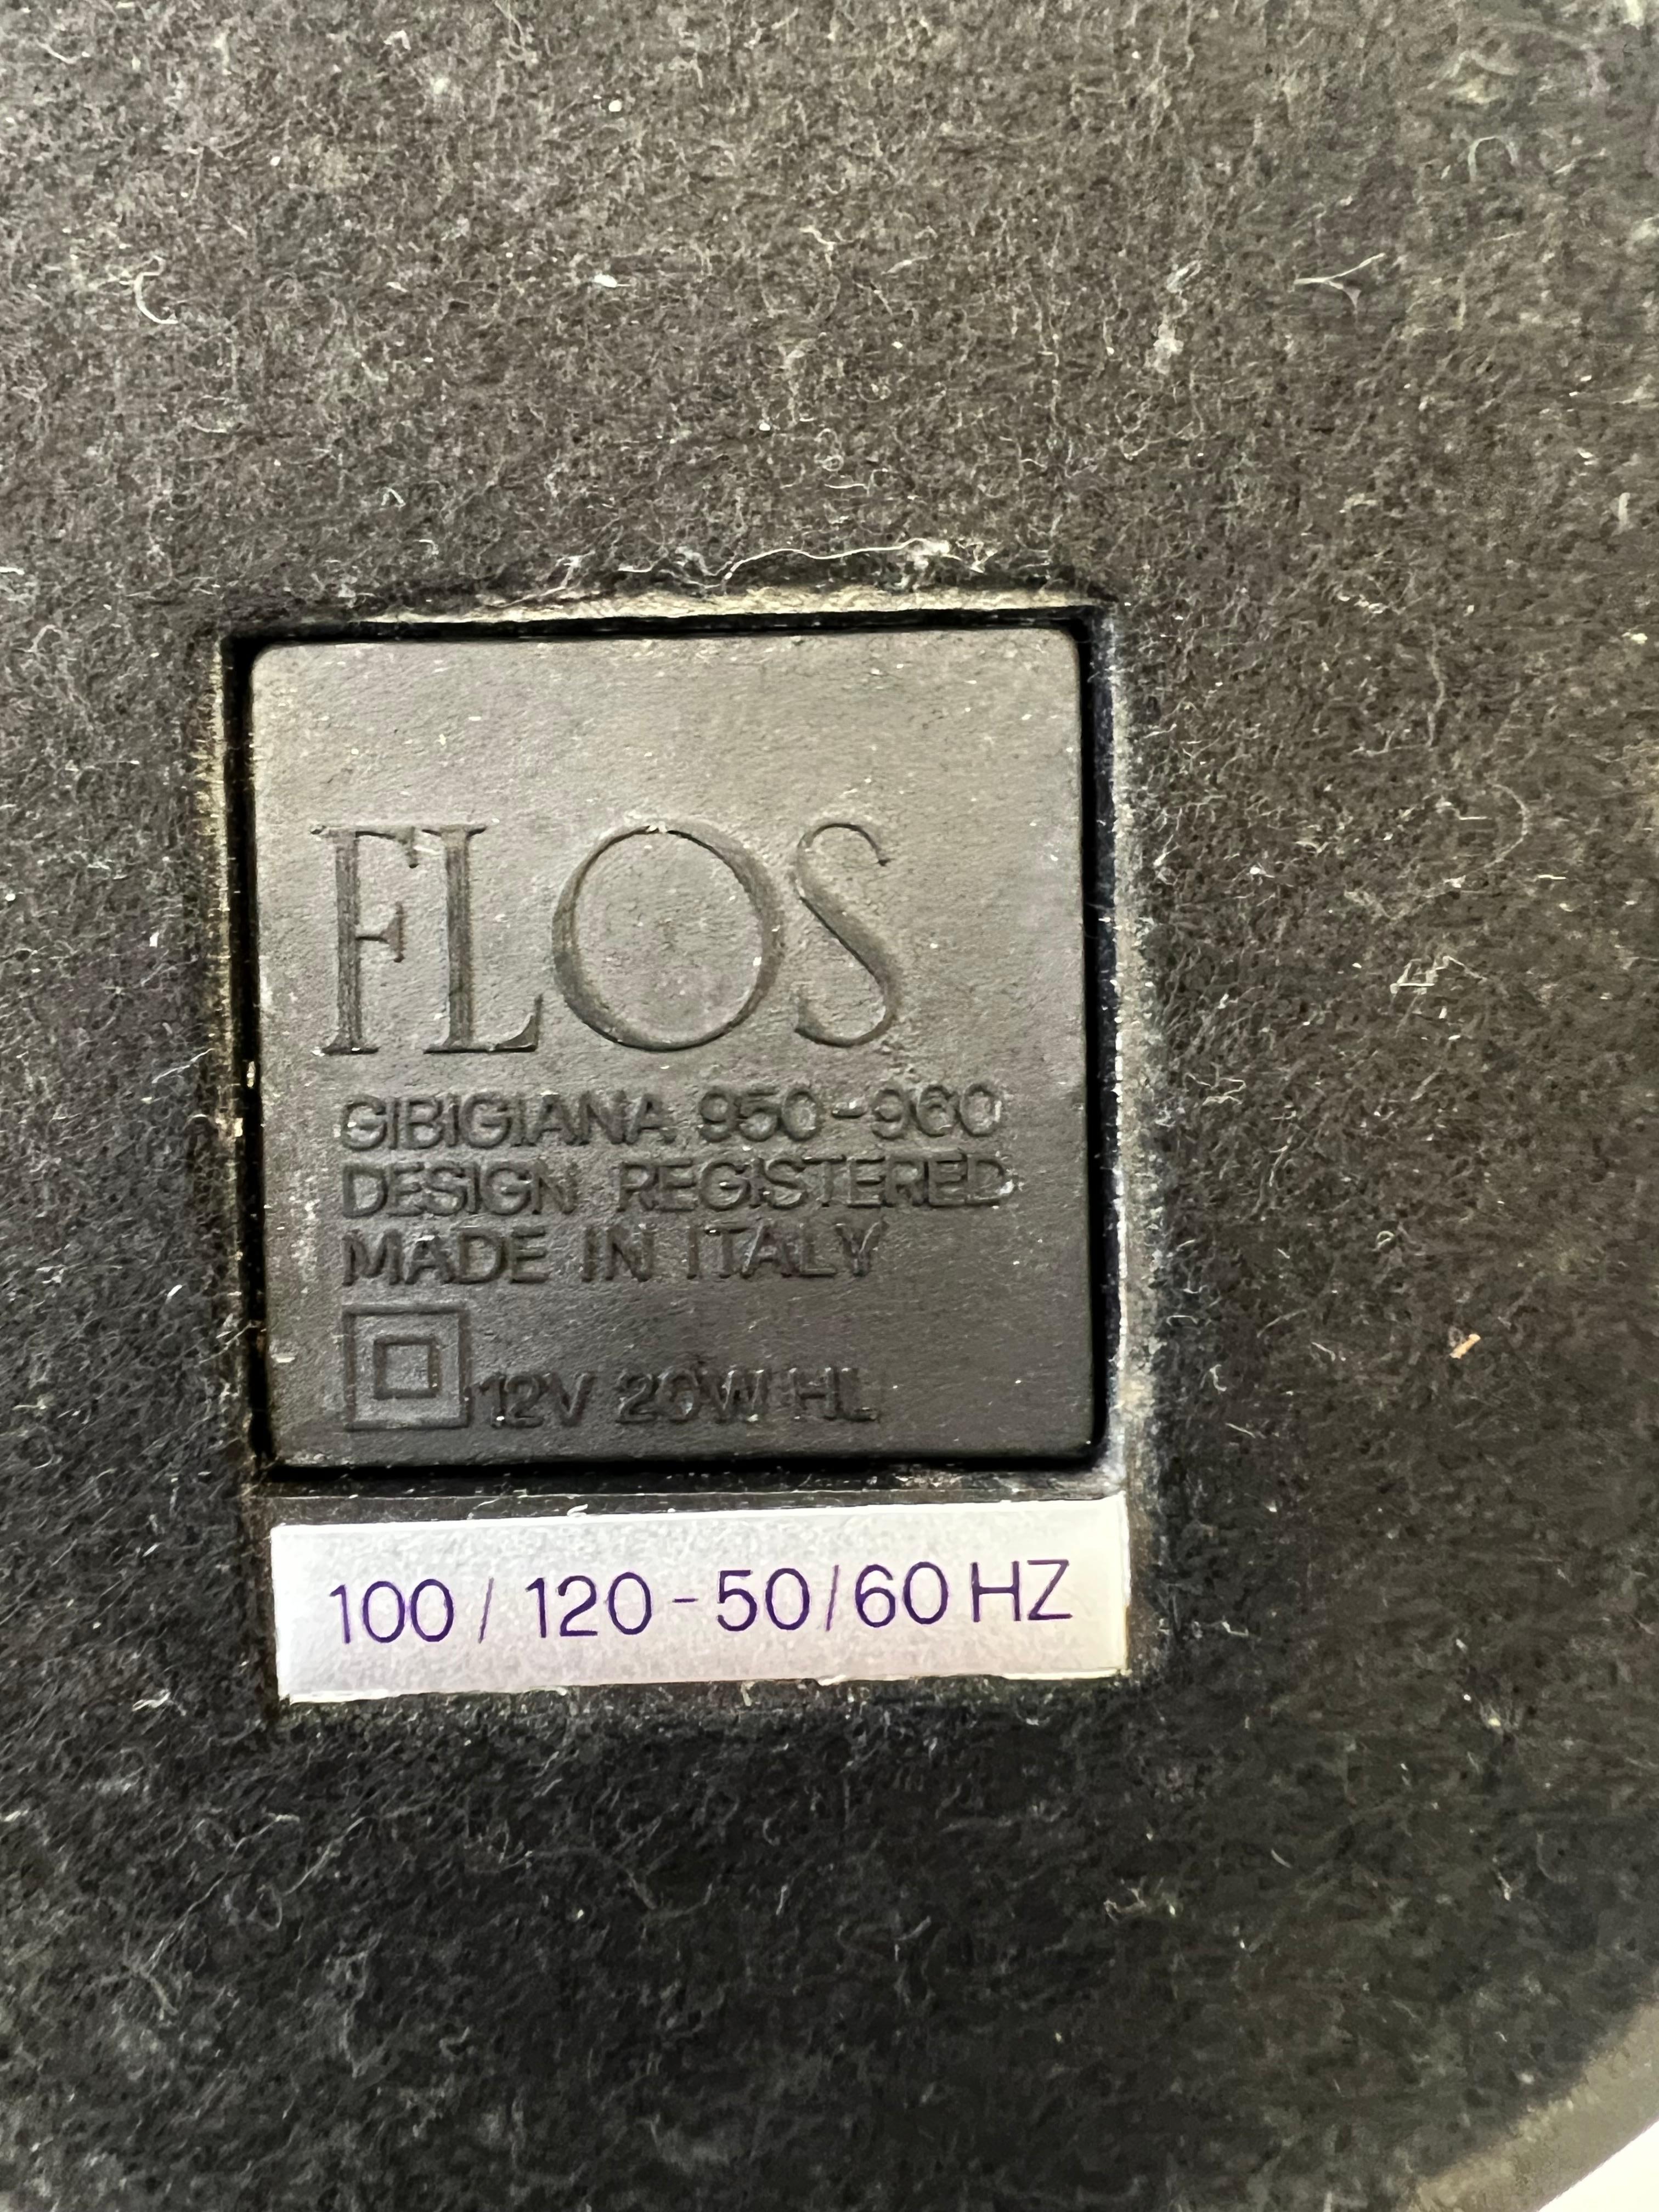 FLOS
GIBIGIANA 950-960
DESIGN REGISTERED
MADE IN ITALY
12V 20W HL
100/120-50/60 HZ